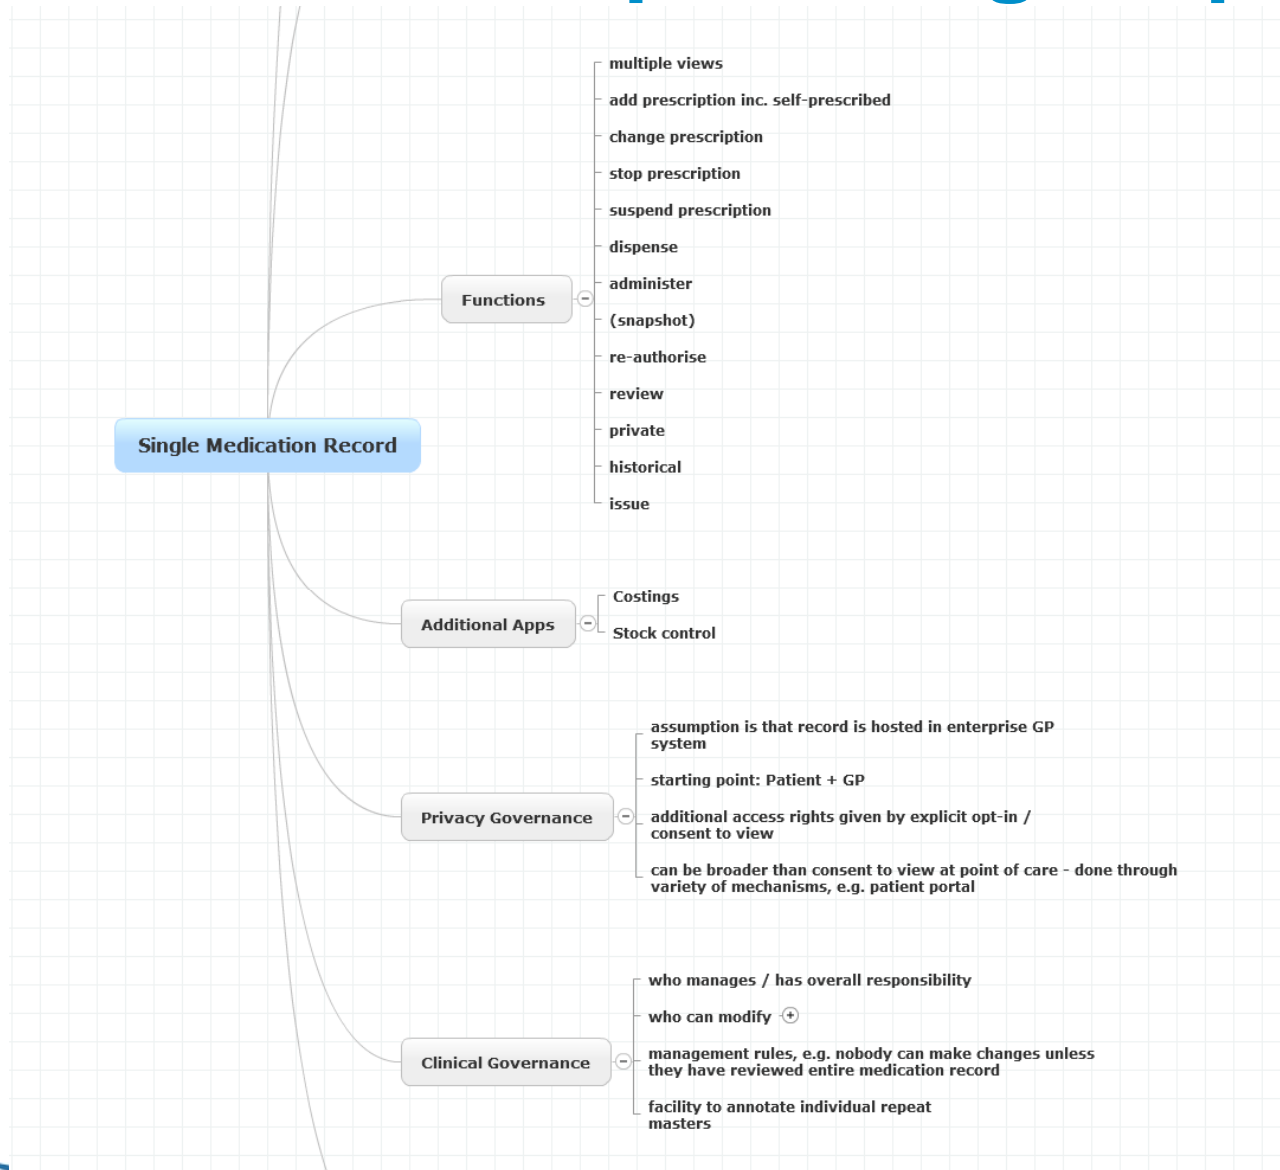 multiple views
add prescription inc. self-prescribed
change prescription
stop prescription
suspend prescription
dispense
administer
Functions
(snapshot)
re-authorise
review
private
Single Medication Record
historical
issue
Costings
Additional Apps
Stock control
assumption is that record is hosted in enterprise GP
system
starting point: Patient + GP
Privacy Governance
additional access rights given by explicit opt-in /
consent to view
can be broader than consent to view at point of care - done through
variety of mechanisms, e.g. patient portal
who manages / has overall responsibility
who can modify
Clinical Governance
management rules, e.g. nobody can make changes unless
they have reviewed entire medication record
facility to annotate individual repeat
masters